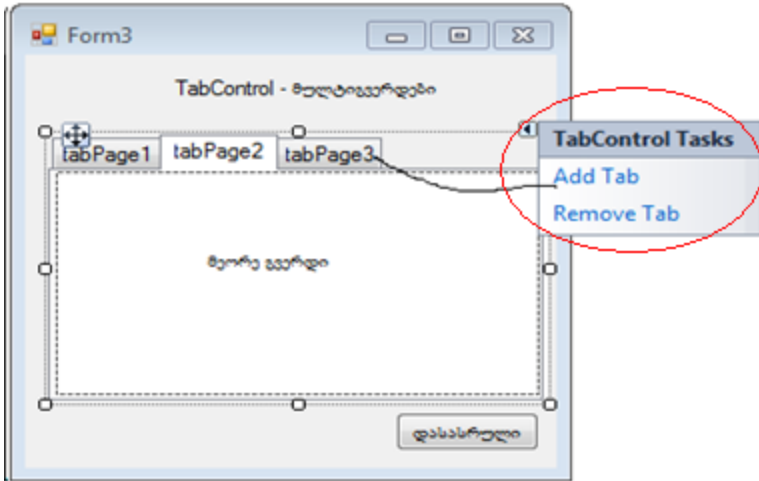 Form3
TabControl - მულტიგვერდები
tabPage1 tabPage2 tabPage3
TabControl Tasks
Add Tab
Remove Tab
მეორე გვერდი
დასასრული